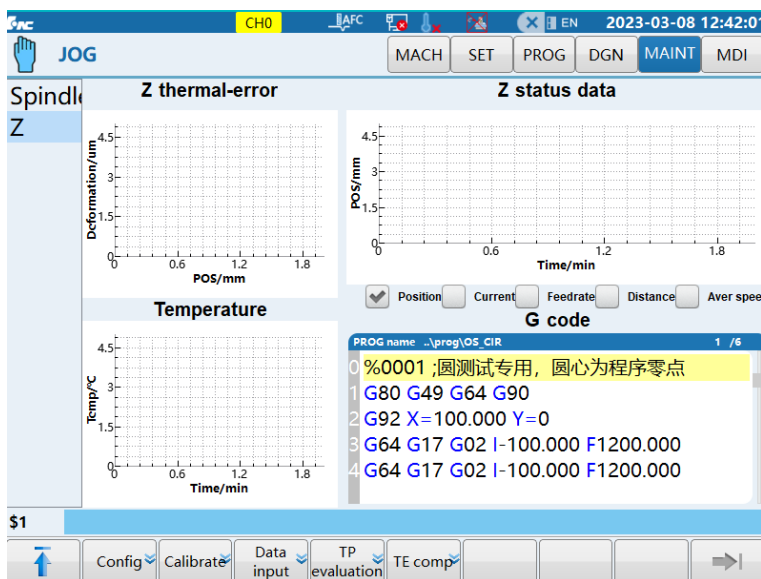 CH0 AFC EN 2023-03-08 12:42:01
JOG MACH SET PROG DGN MAINT MDI
Spindle
Z
Z thermal-error
4.5
3
1.5
0
Deformation/um
0 0.6 1.2 1.8
POS/mm
Z status data
4.5
3
1.5
0
POS/mm
0 0.6 1.2 1.8
Time/min
Position Current Feedrate Distance Aver spee
Temperature
4.5
3
1.5
0
Temp/℃
0 0.6 1.2 1.8
Time/min
G code
PROG name ..\prog\OS_CIR 1 /6
0 %0001 ;圆测试专用，圆心为程序零点
1 G80 G49 G64 G90
2 G92 X=100.000 Y=0
3 G64 G17 G02 I-100.000 F1200.000
4 G64 G17 G02 I-100.000 F1200.000
$1
Config Calibrate Data input TP evaluation TE comp